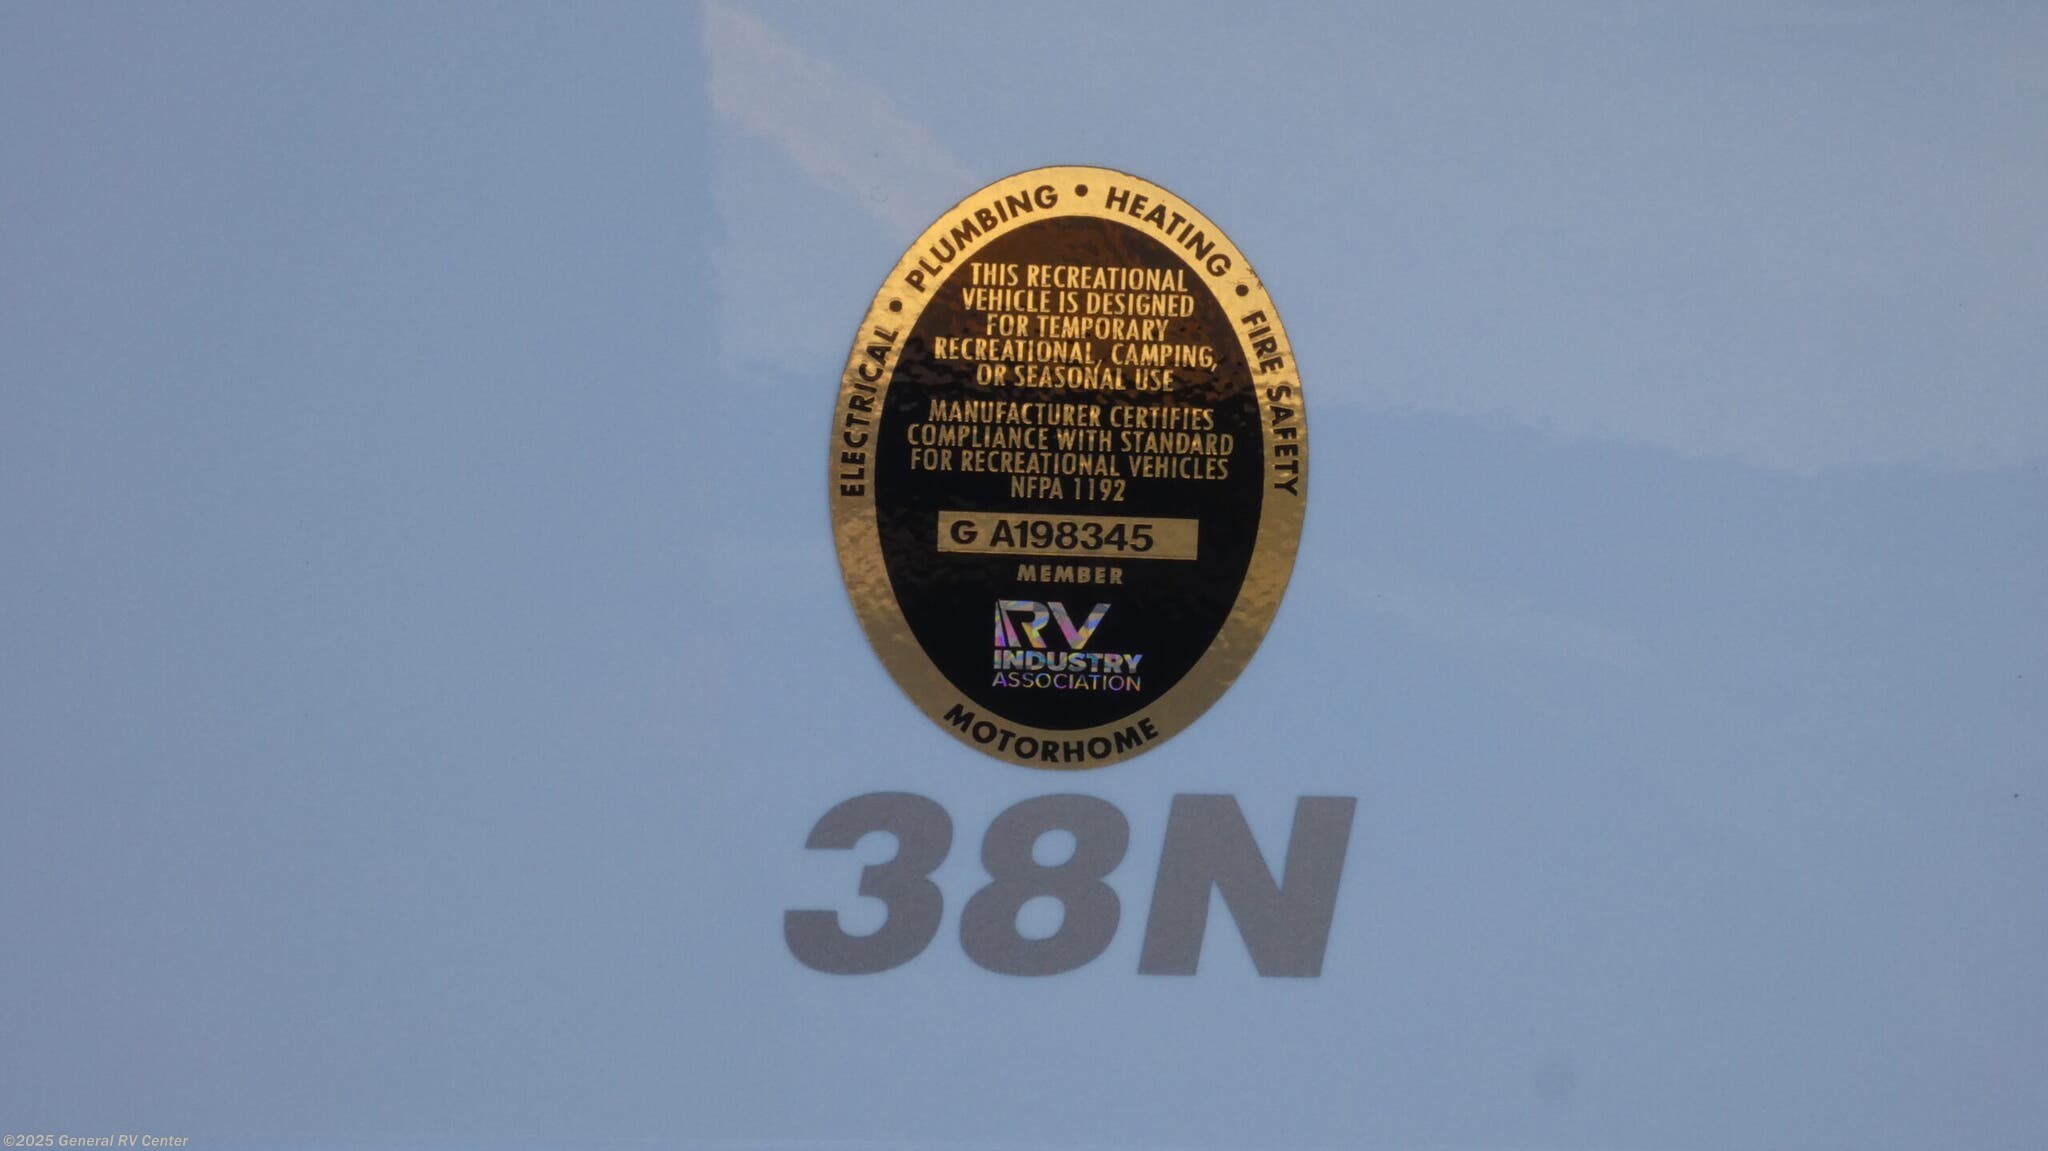 ELECTRICAL • PLUMBING • HEATING • FIRE SAFETY
THIS RECREATIONAL
VEHICLE IS DESIGNED
FOR TEMPORARY
RECREATIONAL, CAMPING,
OR SEASONAL USE
MANUFACTURER CERTIFIES
COMPLIANCE WITH STANDARD
FOR RECREATIONAL VEHICLES
NFPA 1192
G A198345
MEMBER
RV
INDUSTRY
ASSOCIATION
MOTORHOME
38N
©2025 General RV Center